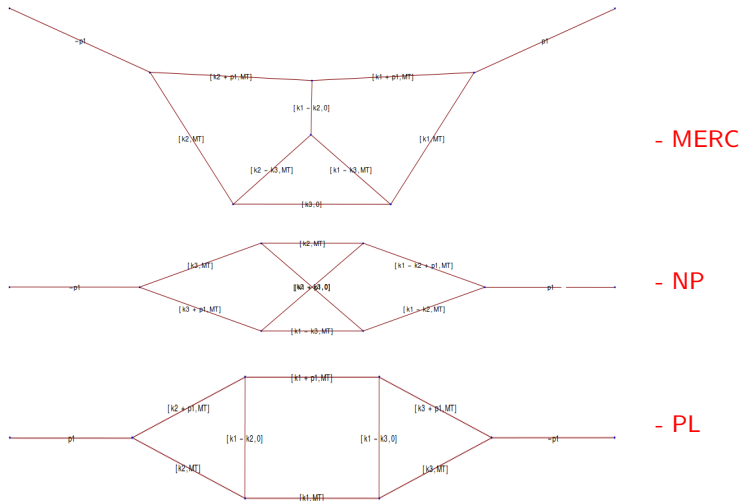 -p1
p1
[k2 + p1,MT]
[k1 + p1,MT]
[k1 - k2,0]
[k2,MT]
[k1,MT]
- MERC
[k2 - k3,MT]
[k1 - k3,MT]
[k3,0]
[k2,MT]
[k3,MT]
[k1 - k2 + p1,MT]
-p1
p1
- NP
[k3 + p1,MT]
[k1 - k2,MT]
[k1 - k3,MT]
[k1 + p1,MT]
[k2 + p1,MT]
[k3 + p1,MT]
p1
[k1 - k2,0]
[k1 - k3,0]
-p1
- PL
[k2,MT]
[k3,MT]
[k1,MT]